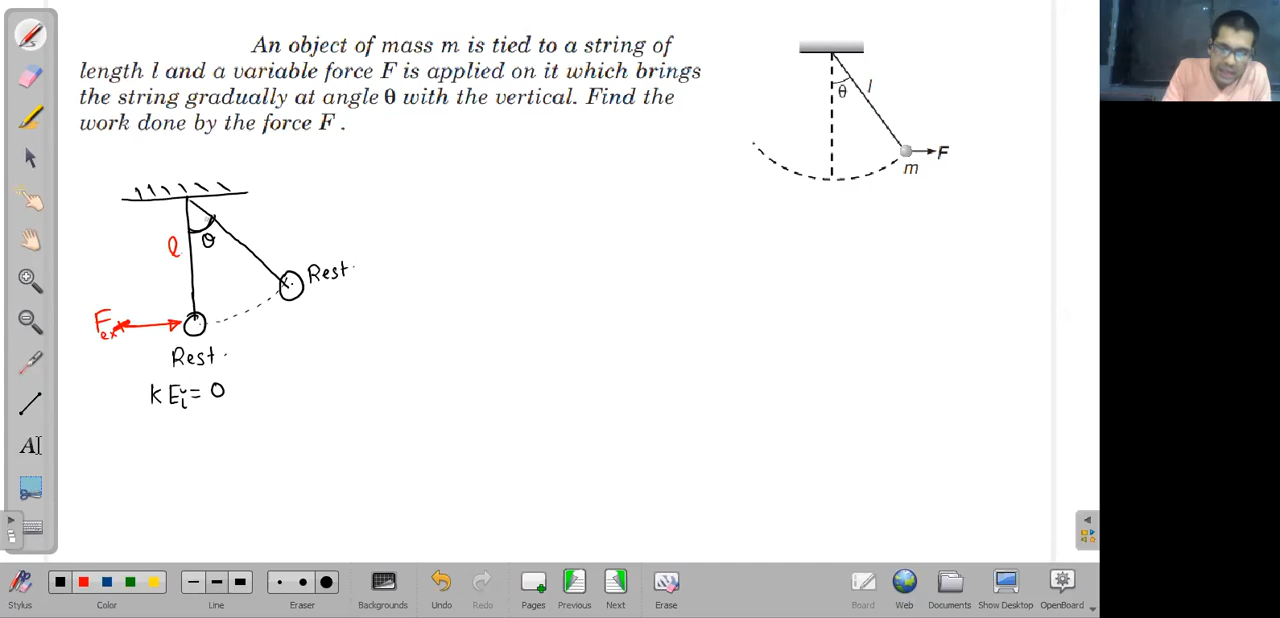 An object of mass m is tied to a string of
length l and a variable force F is applied on it which brings
the string gradually at angle θ with the vertical. Find the
work done by the force F .
θ
l
F
m
l
θ
Rest.
Fex
Rest.
KEi = 0
A
Stylus
Color
Line
Eraser
Backgrounds
Undo
Redo
Pages
Previous
Next
Erase
Board
Web
Documents
Show Desktop
OpenBoard